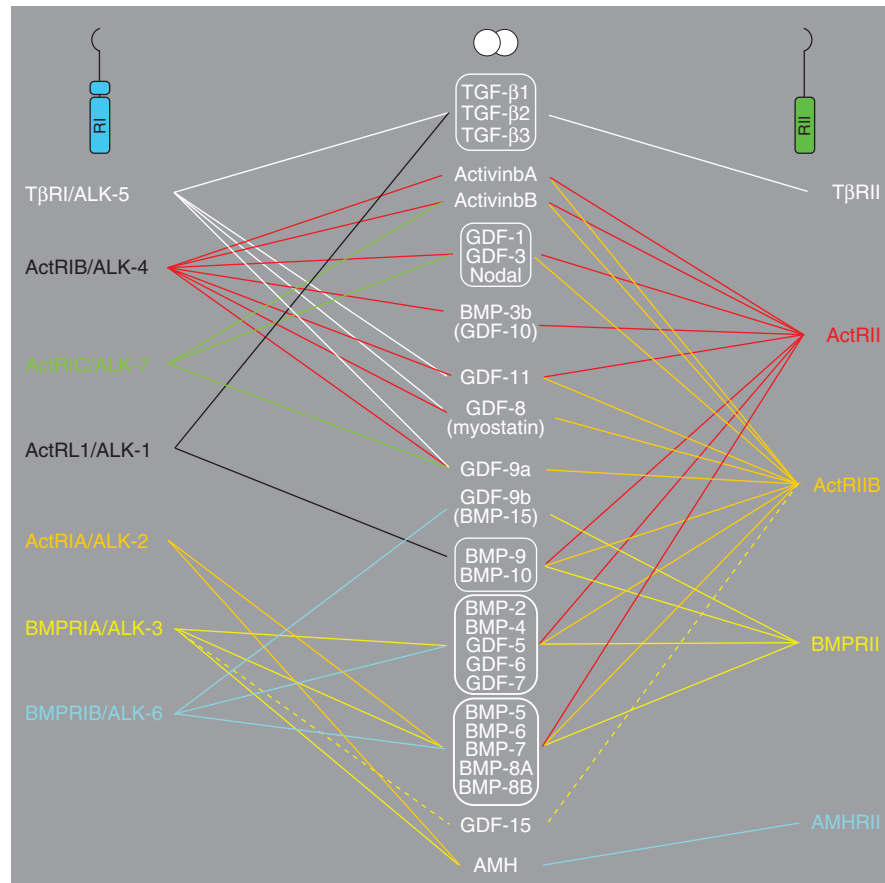 RI
RII
TβRI/ALK-5
ActRIB/ALK-4
ActRIC/ALK-7
ActRL1/ALK-1
ActRIA/ALK-2
BMPRIA/ALK-3
BMPRIB/ALK-6
TGF-β1
TGF-β2
TGF-β3
ActivinbA
ActivinbB
GDF-1
GDF-3
Nodal
BMP-3b
(GDF-10)
GDF-11
GDF-8
(myostatin)
GDF-9a
GDF-9b
(BMP-15)
BMP-9
BMP-10
BMP-2
BMP-4
GDF-5
GDF-6
GDF-7
BMP-5
BMP-6
BMP-7
BMP-8A
BMP-8B
GDF-15
AMH
TβRII
ActRII
ActRIIB
BMPRII
AMHRII